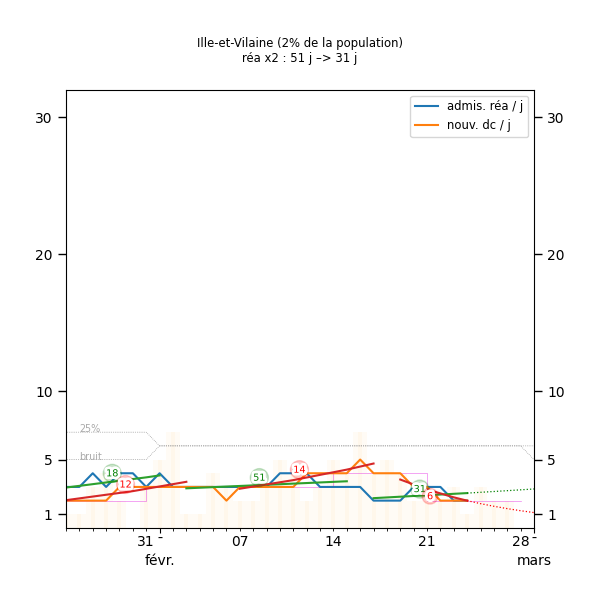 Ille-et-Vilaine (2% de la population)
réa x2 : 51 j –> 31 j
admis. réa / j
nouv. dc / j
30 30
20 20
10 10
25%
bruit
5 5
18 12 51 14 31 6
1 1
31 - 07 14 21 28 -
févr. mars